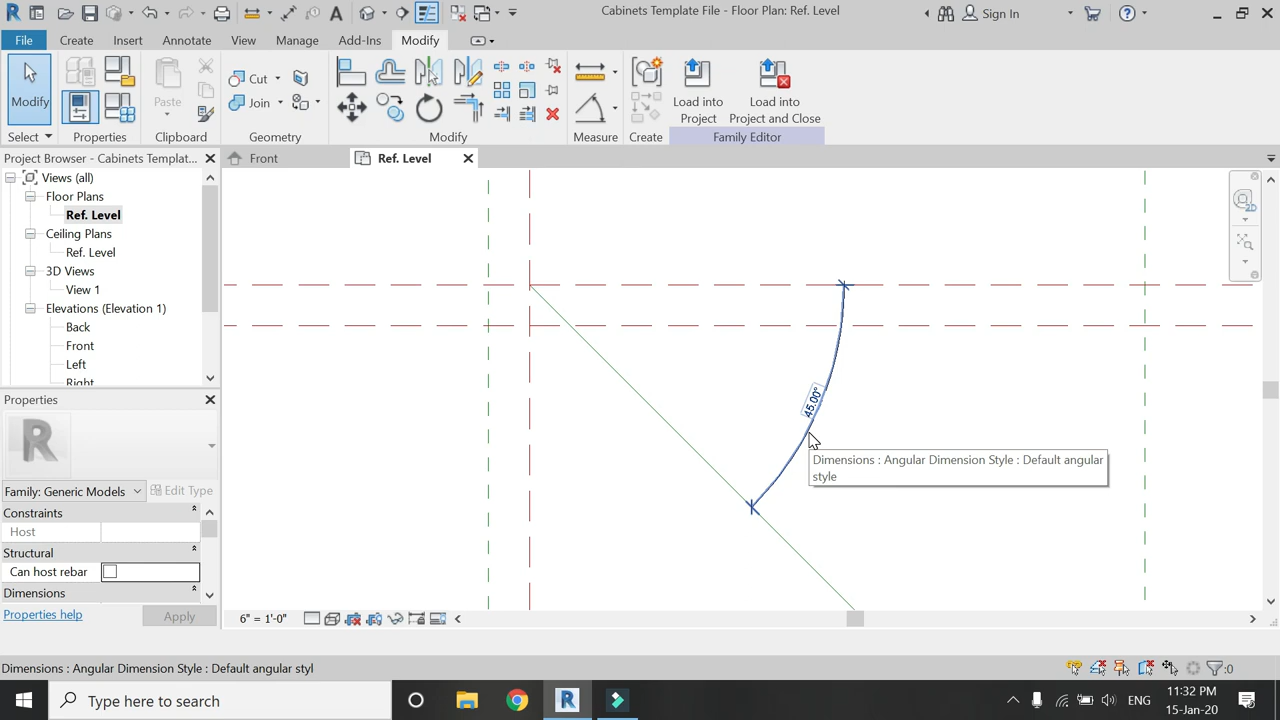 Cabinets Template File - Floor Plan: Ref. Level
Sign In
File
Create
Insert
Annotate
View
Manage
Add-Ins
Modify
Modify
Paste
Cut
Join
Load into
Project
Load into
Project and Close
Select
Properties
Clipboard
Geometry
Modify
Measure
Create
Family Editor
Project Browser - Cabinets Templat...
Front
Ref. Level
Views (all)
Floor Plans
Ref. Level
Ceiling Plans
Ref. Level
3D Views
View 1
Elevations (Elevation 1)
Back
Front
Left
Right
2D
45.00°
Dimensions : Angular Dimension Style : Default angular
style
Properties
R
Family: Generic Models
Edit Type
Constraints
Host
Structural
Can host rebar
Dimensions
Properties help
Apply
6" = 1'-0"
Dimensions : Angular Dimension Style : Default angular styl
:0
Type here to search
ENG
11:32 PM
15-Jan-20